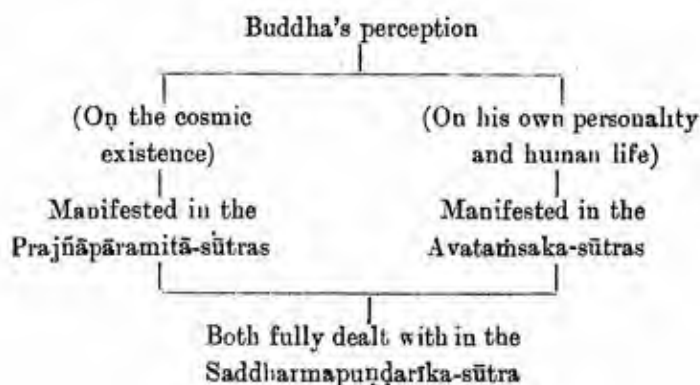 Buddha's perception
(On the cosmic existence)
(On his own personality and human life)
Manifested in the Prajñāpāramitā-sūtras
Manifested in the Avataṁsaka-sūtras
Both fully dealt with in the
Saddharmapuṇḍarīka-sūtra